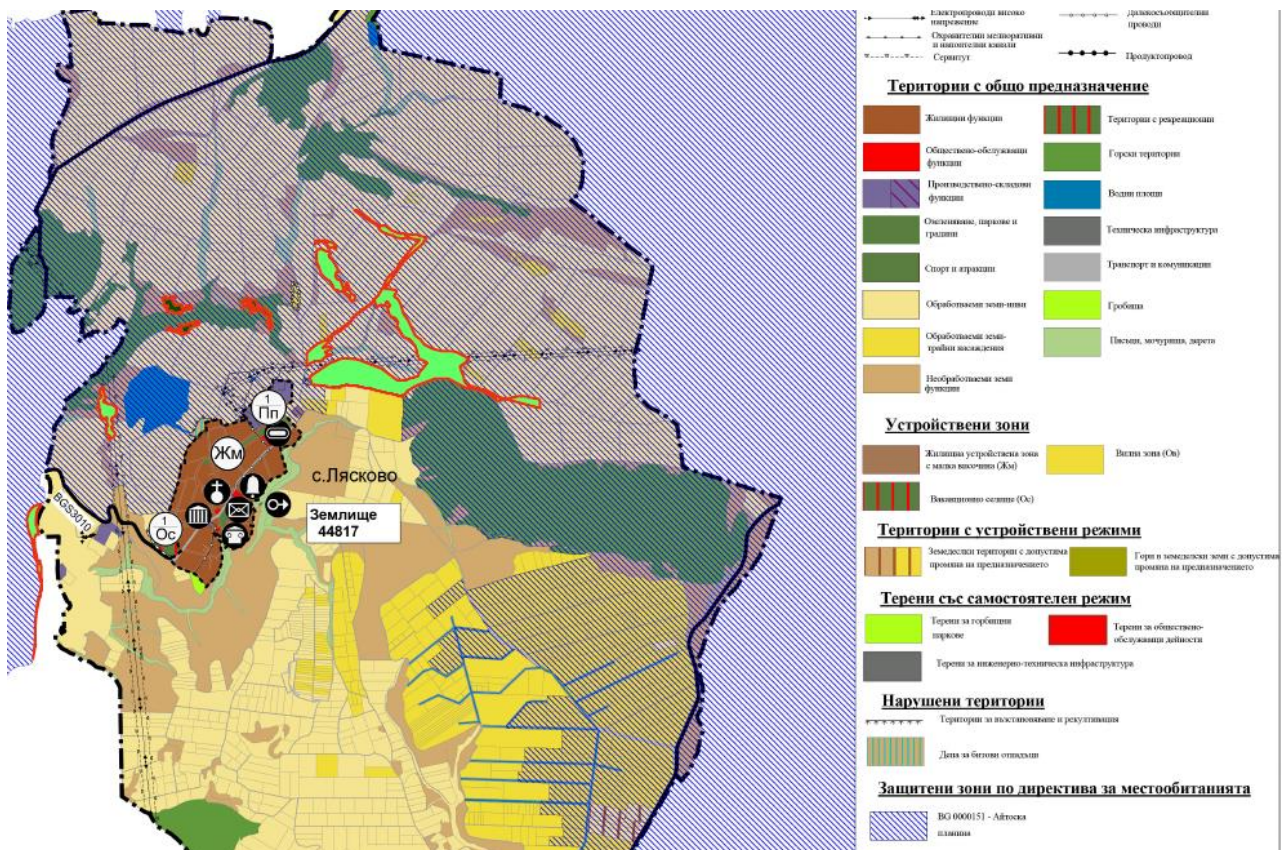 1
Пп
Жм
с.Лясково
Землище
44817
1
Ос
BGS3010
Електропроводи високо
напрежение
Охранителни мелиоративни
и напоителни канали
Сервитут
Далекосъобщителни
проводи
Продуктопровод
Територии с общо предназначение
Жилищни функции
Обществено-обслужващи
функции
Производствено-складови
функции
Озеленяване, паркове и
градини
Спорт и атракции
Обработваеми земи-ниви
Обработваеми земи-
трайни насаждения
Необработваеми земи
функции
Територии с рекреационни
Горски територии
Водни площи
Техническа инфраструктура
Транспорт и комуникации
Гробища
Пясъци, мочурища, дерета
Устройствени зони
Жилищна устройствена зона
с малка височина (Жм)
Вилна зона (Ов)
Ваканционно селище (Ос)
Територии с устройствени режими
Земеделски територии с допустима
промяна на предназначението
Гори в земеделски земи с допустима
промяна на предназначението
Терени със самостоятелен режим
Терени за горбищни
паркове
Терени за обществено-
обслужващи дейности
Терени за инженерно-техническа инфраструктура
Нарушени територии
Територии за възстановяване и рекултивация
Депа за битови отпадъци
Защитени зони по директива за местообитанията
BG 0000151 - Айтоска
планина